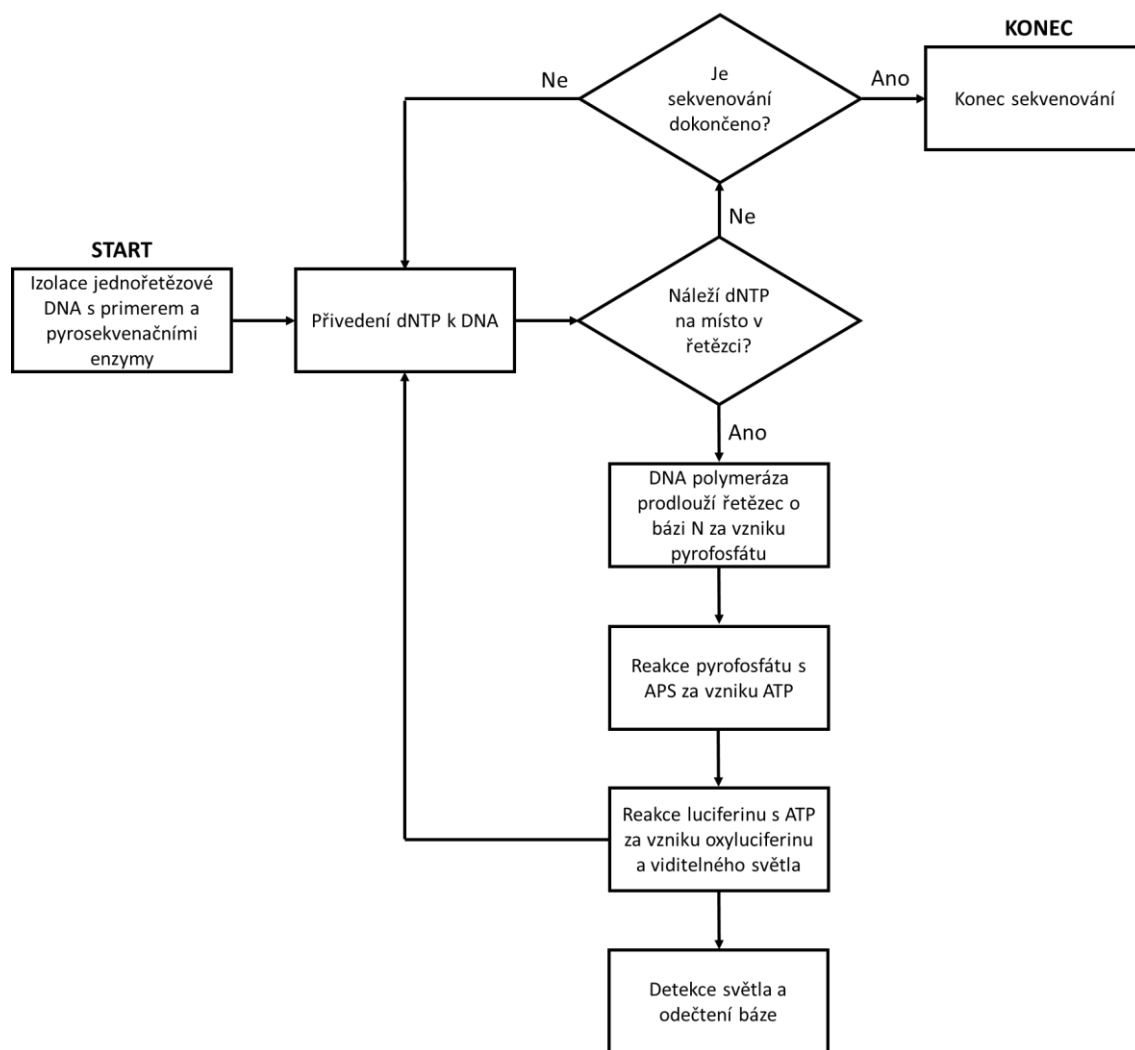 START
Izolace jednořetězové
DNA s primerem a
pyrosekvenačními
enzymy
Přivedení dNTP k DNA
Náleží dNTP
na místo v
řetězci?
Ne
Je
sekvenování
dokončeno?
Ne
Ano
KONEC
Konec sekvenování
Ano
DNA polymeráza
prodlouží řetězec o
bázi N za vzniku
pyrofosfátu
Reakce pyrofosfátu s
APS za vzniku ATP
Reakce luciferinu s ATP
za vzniku oxyluciferinu
a viditelného světla
Detekce světla a
odečtení báze